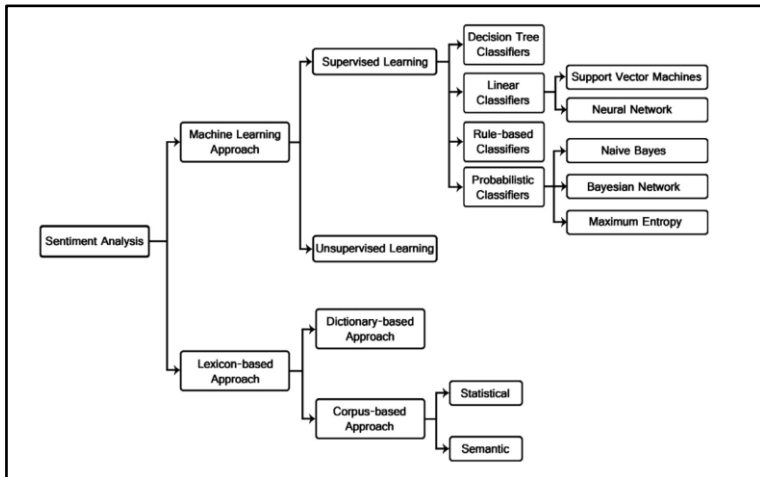 Decision Tree
Classifiers
Supervised Learning
Linear
Classifiers
Support Vector Machines
Neural Network
Machine Learning
Approach
Rule-based
Classifiers
Naive Bayes
Probabilistic
Classifiers
Bayesian Network
Maximum Entropy
Sentiment Analysis
Unsupervised Learning
Dictionary-based
Approach
Lexicon-based
Approach
Statistical
Corpus-based
Approach
Semantic